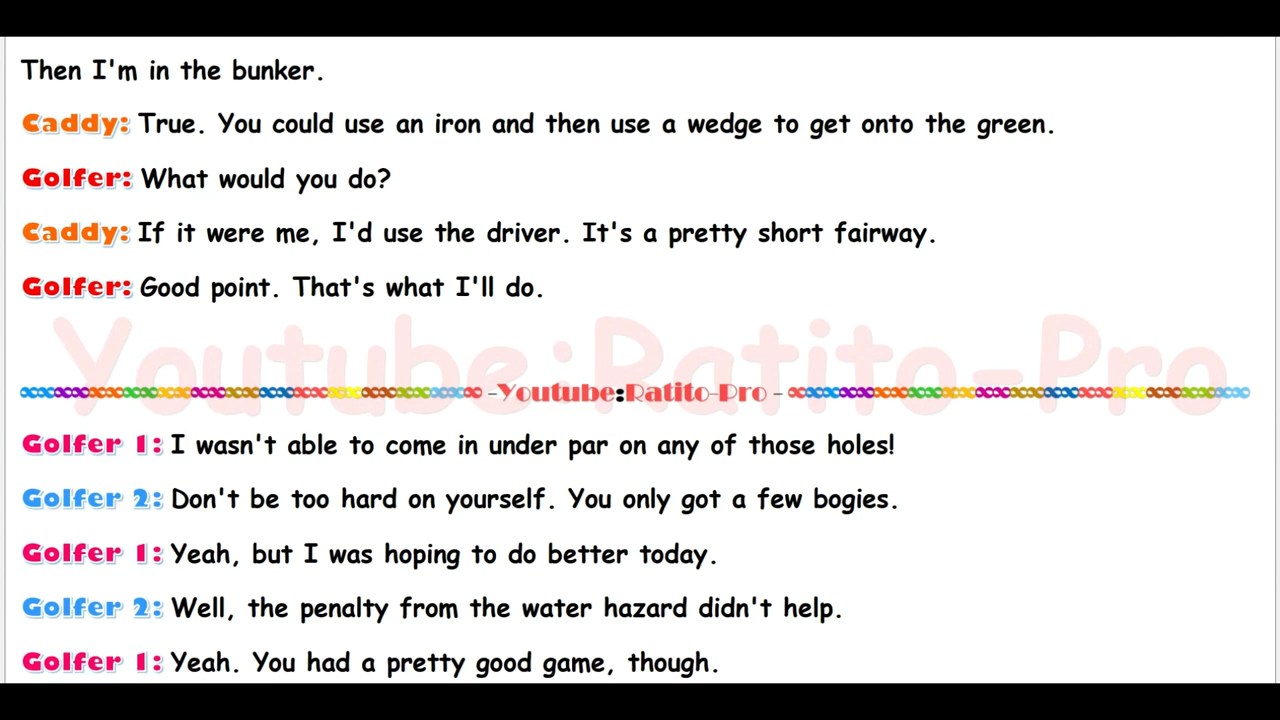 Then I'm in the bunker.
Caddy: True. You could use an iron and then use a wedge to get onto the green.
Golfer: What would you do?
Caddy: If it were me, I'd use the driver. It's a pretty short fairway.
Golfer: Good point. That's what I'll do.
Youtube:Ratito-Pro
-Youtube:Ratito-Pro -
Golfer 1: I wasn't able to come in under par on any of those holes!
Golfer 2: Don't be too hard on yourself. You only got a few bogies.
Golfer 1: Yeah, but I was hoping to do better today.
Golfer 2: Well, the penalty from the water hazard didn't help.
Golfer 1: Yeah. You had a pretty good game, though.